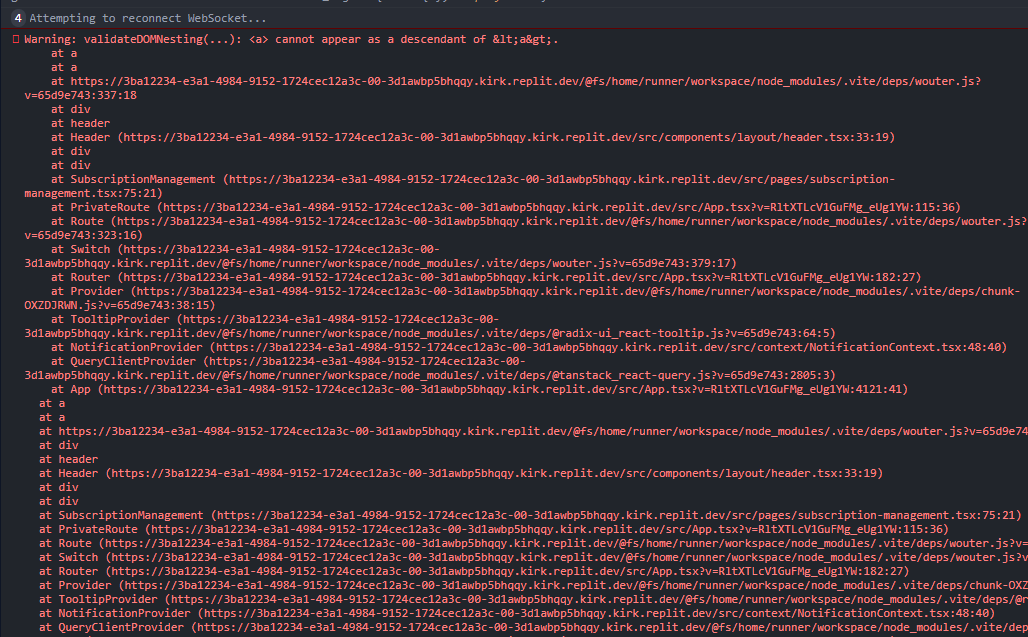 4 Attempting to reconnect WebSocket...
Warning: validateDOMNesting(...): <a> cannot appear as a descendant of &lt;a&gt;.
at a
at a
at https://3ba12234-e3a1-4984-9152-1724cec12a3c-00-3d1awbp5bhqqy.kirk.replit.dev/@fs/home/runner/workspace/node_modules/.vite/deps/wouter.js?
v=65d9e743:337:18
at div
at header
at Header (https://3ba12234-e3a1-4984-9152-1724cec12a3c-00-3d1awbp5bhqqy.kirk.replit.dev/src/components/layout/header.tsx:33:19)
at div
at div
at SubscriptionManagement (https://3ba12234-e3a1-4984-9152-1724cec12a3c-00-3d1awbp5bhqqy.kirk.replit.dev/src/pages/subscription-
management.tsx:75:21)
at PrivateRoute (https://3ba12234-e3a1-4984-9152-1724cec12a3c-00-3d1awbp5bhqqy.kirk.replit.dev/src/App.tsx?v=RltXTLcV1GuFMg_eUg1YW:115:36)
at Route (https://3ba12234-e3a1-4984-9152-1724cec12a3c-00-3d1awbp5bhqqy.kirk.replit.dev/@fs/home/runner/workspace/node_modules/.vite/deps/wouter.js?
v=65d9e743:323:16)
at Switch (https://3ba12234-e3a1-4984-9152-1724cec12a3c-00-
3d1awbp5bhqqy.kirk.replit.dev/@fs/home/runner/workspace/node_modules/.vite/deps/wouter.js?v=65d9e743:379:17)
at Router (https://3ba12234-e3a1-4984-9152-1724cec12a3c-00-3d1awbp5bhqqy.kirk.replit.dev/src/App.tsx?v=RltXTLcV1GuFMg_eUg1YW:182:27)
at Provider (https://3ba12234-e3a1-4984-9152-1724cec12a3c-00-3d1awbp5bhqqy.kirk.replit.dev/@fs/home/runner/workspace/node_modules/.vite/deps/chunk-
OXZDJRWN.js?v=65d9e743:38:15)
at TooltipProvider (https://3ba12234-e3a1-4984-9152-1724cec12a3c-00-
3d1awbp5bhqqy.kirk.replit.dev/@fs/home/runner/workspace/node_modules/.vite/deps/@radix-ui_react-tooltip.js?v=65d9e743:64:5)
at NotificationProvider (https://3ba12234-e3a1-4984-9152-1724cec12a3c-00-3d1awbp5bhqqy.kirk.replit.dev/src/context/NotificationContext.tsx:48:40)
at QueryClientProvider (https://3ba12234-e3a1-4984-9152-1724cec12a3c-00-
3d1awbp5bhqqy.kirk.replit.dev/@fs/home/runner/workspace/node_modules/.vite/deps/@tanstack_react-query.js?v=65d9e743:2805:3)
at App (https://3ba12234-e3a1-4984-9152-1724cec12a3c-00-3d1awbp5bhqqy.kirk.replit.dev/src/App.tsx?v=RltXTLcV1GuFMg_eUg1YW:4121:41)
at a
at a
at https://3ba12234-e3a1-4984-9152-1724cec12a3c-00-3d1awbp5bhqqy.kirk.replit.dev/@fs/home/runner/workspace/node_modules/.vite/deps/wouter.js?v=65d9e74
at div
at header
at Header (https://3ba12234-e3a1-4984-9152-1724cec12a3c-00-3d1awbp5bhqqy.kirk.replit.dev/src/components/layout/header.tsx:33:19)
at div
at div
at SubscriptionManagement (https://3ba12234-e3a1-4984-9152-1724cec12a3c-00-3d1awbp5bhqqy.kirk.replit.dev/src/pages/subscription-management.tsx:75:21)
at PrivateRoute (https://3ba12234-e3a1-4984-9152-1724cec12a3c-00-3d1awbp5bhqqy.kirk.replit.dev/src/App.tsx?v=RltXTLcV1GuFMg_eUg1YW:115:36)
at Route (https://3ba12234-e3a1-4984-9152-1724cec12a3c-00-3d1awbp5bhqqy.kirk.replit.dev/@fs/home/runner/workspace/node_modules/.vite/deps/wouter.js?v=
at Switch (https://3ba12234-e3a1-4984-9152-1724cec12a3c-00-3d1awbp5bhqqy.kirk.replit.dev/@fs/home/runner/workspace/node_modules/.vite/deps/wouter.js?v
at Router (https://3ba12234-e3a1-4984-9152-1724cec12a3c-00-3d1awbp5bhqqy.kirk.replit.dev/src/App.tsx?v=RltXTLcV1GuFMg_eUg1YW:182:27)
at Provider (https://3ba12234-e3a1-4984-9152-1724cec12a3c-00-3d1awbp5bhqqy.kirk.replit.dev/@fs/home/runner/workspace/node_modules/.vite/deps/chunk-OXZ
at TooltipProvider (https://3ba12234-e3a1-4984-9152-1724cec12a3c-00-3d1awbp5bhqqy.kirk.replit.dev/@fs/home/runner/workspace/node_modules/.vite/deps/@r
at NotificationProvider (https://3ba12234-e3a1-4984-9152-1724cec12a3c-00-3d1awbp5bhqqy.kirk.replit.dev/src/context/NotificationContext.tsx:48:40)
at QueryClientProvider (https://3ba12234-e3a1-4984-9152-1724cec12a3c-00-3d1awbp5bhqqy.kirk.replit.dev/@fs/home/runner/workspace/node_modules/.vite/dep